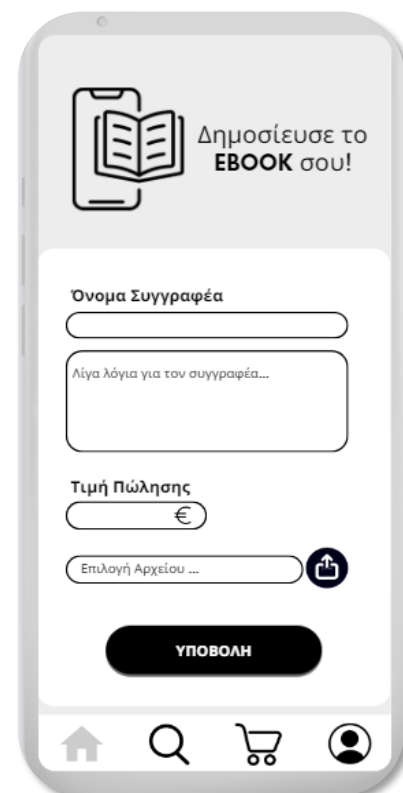 Δημοσίευσε το
EBOOK σου!
Όνομα Συγγραφέα
Λίγα λόγια για τον συγγραφέα...
Τιμή Πώλησης
€
Επιλογή Αρχείου ...
ΥΠΟΒΟΛΗ